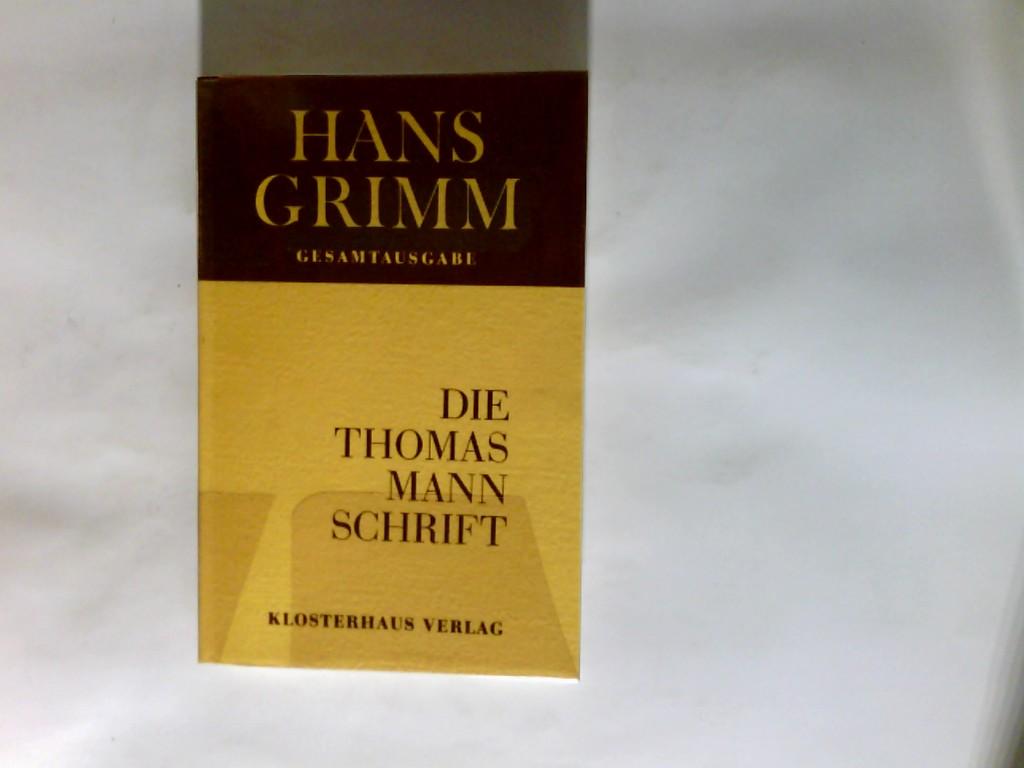 HANS
GRIMM
GESAMTAUSGABE
DIE
THOMAS
MANN
SCHRIFT
KLOSTERHAUS VERLAG